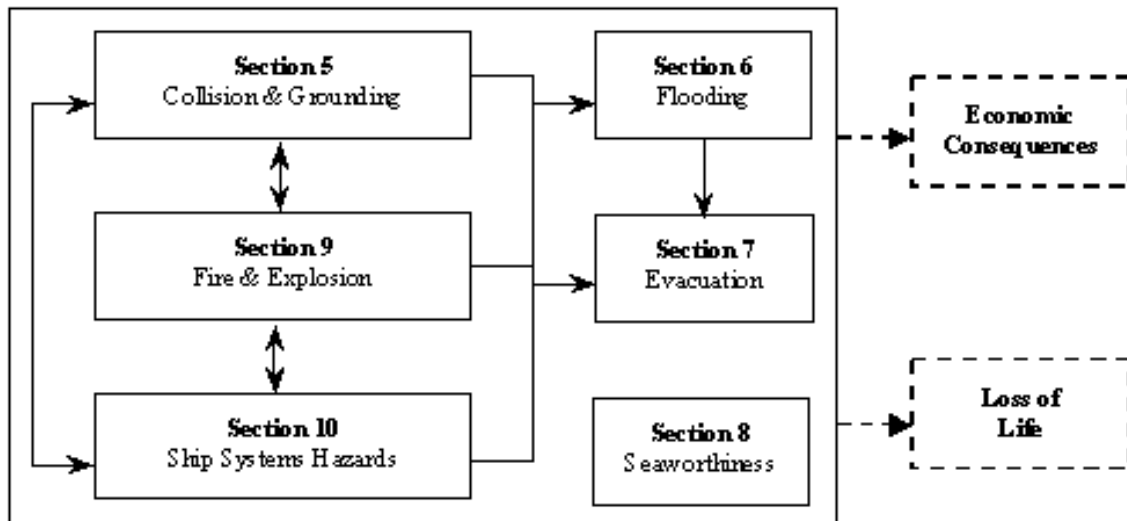 Section 5
Collision & Grounding
Section 6
Flooding
Economic
Consequences
Section 9
Fire & Explosion
Section 7
Evacuation
Section 10
Ship Systems Hazards
Section 8
Seaworthiness
Loss of
Life